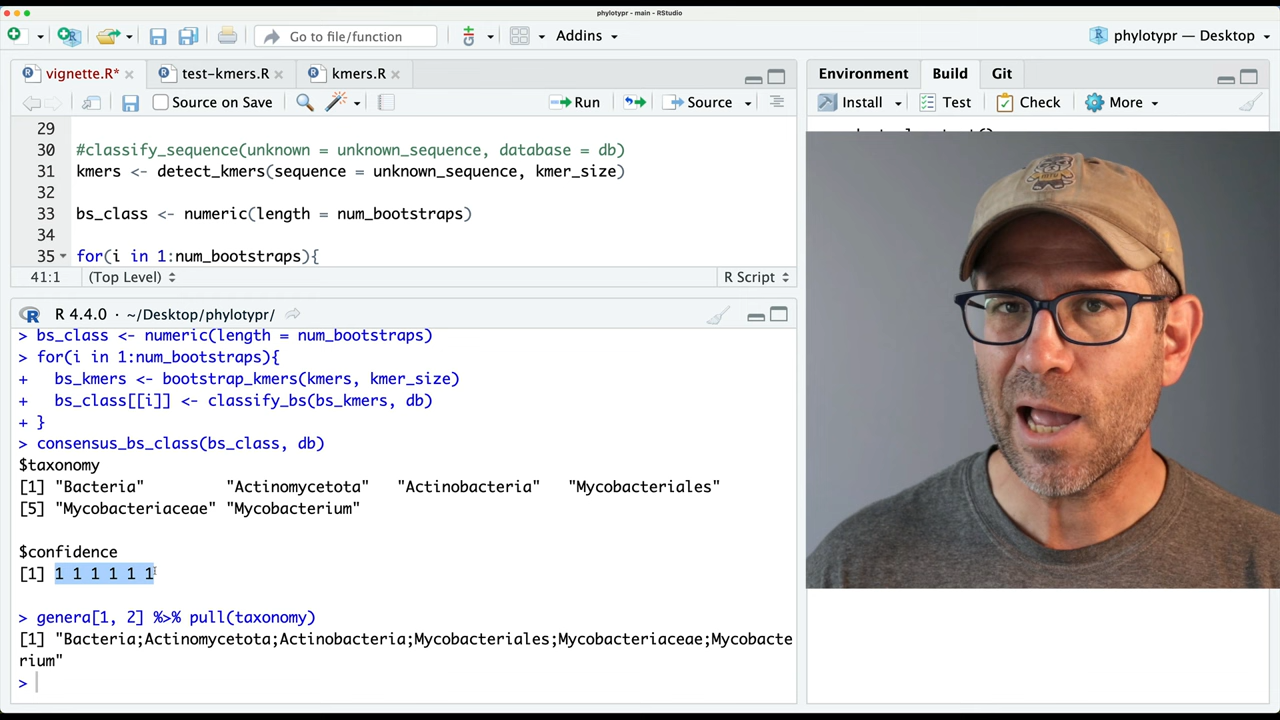 phylotypr - main - RStudio
Go to file/function
Addins
phylotypr — Desktop
vignette.R*
test-kmers.R
kmers.R
Source on Save
Run
Source
29
30 #classify_sequence(unknown = unknown_sequence, database = db)
31 kmers <- detect_kmers(sequence = unknown_sequence, kmer_size)
32
33 bs_class <- numeric(length = num_bootstraps)
34
35 for(i in 1:num_bootstraps){
41:1 (Top Level) R Script
R 4.4.0 · ~/Desktop/phylotypr/
> bs_class <- numeric(length = num_bootstraps)
> for(i in 1:num_bootstraps){
+   bs_kmers <- bootstrap_kmers(kmers, kmer_size)
+   bs_class[[i]] <- classify_bs(bs_kmers, db)
+ }
> consensus_bs_class(bs_class, db)
$taxonomy
[1] "Bacteria" "Actinomycetota" "Actinobacteria" "Mycobacteriales"
[5] "Mycobacteriaceae" "Mycobacterium"
$confidence
[1] 1 1 1 1 1 1
> genera[1, 2] %>% pull(taxonomy)
[1] "Bacteria;Actinomycetota;Actinobacteria;Mycobacteriales;Mycobacteriaceae;Mycobacte
rium"
>
Environment
Build
Git
Install
Test
Check
More